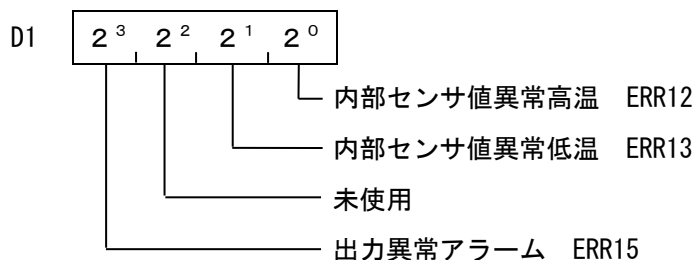 D1 2³ 2² 2¹ 2⁰
内部センサ値異常高温 ERR12
内部センサ値異常低温 ERR13
未使用
出力異常アラーム ERR15